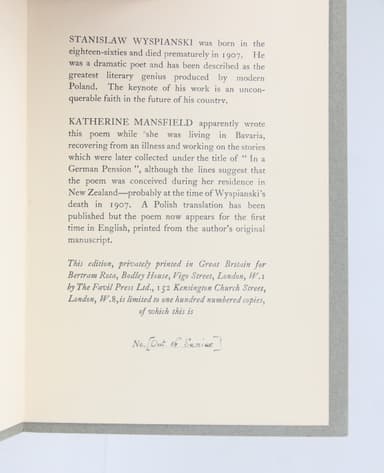 STANISLAW WYSPIANSKI was born in the
eighteen-sixties and died prematurely in 1907. He
was a dramatic poet and has been described as the
greatest literary genius produced by modern
Poland. The keynote of his work is an uncon-
querable faith in the future of his country.
KATHERINE MANSFIELD apparently wrote
this poem while she was living in Bavaria,
recovering from an illness and working on the stories
which were later collected under the title of " In a
German Pension ", although the lines suggest that
the poem was conceived during her residence in
New Zealand—probably at the time of Wyspianski's
death in 1907. A Polish translation has been
published but the poem now appears for the first
time in English, printed from the author's original
manuscript.
This edition, privately printed in Great Britain for
Bertram Rota, Bodley House, Vigo Street, London, W.1
by The Favil Press Ltd., 152 Kensington Church Street,
London, W.8, is limited to one hundred numbered copies,
of which this is
No. [Out of Series]